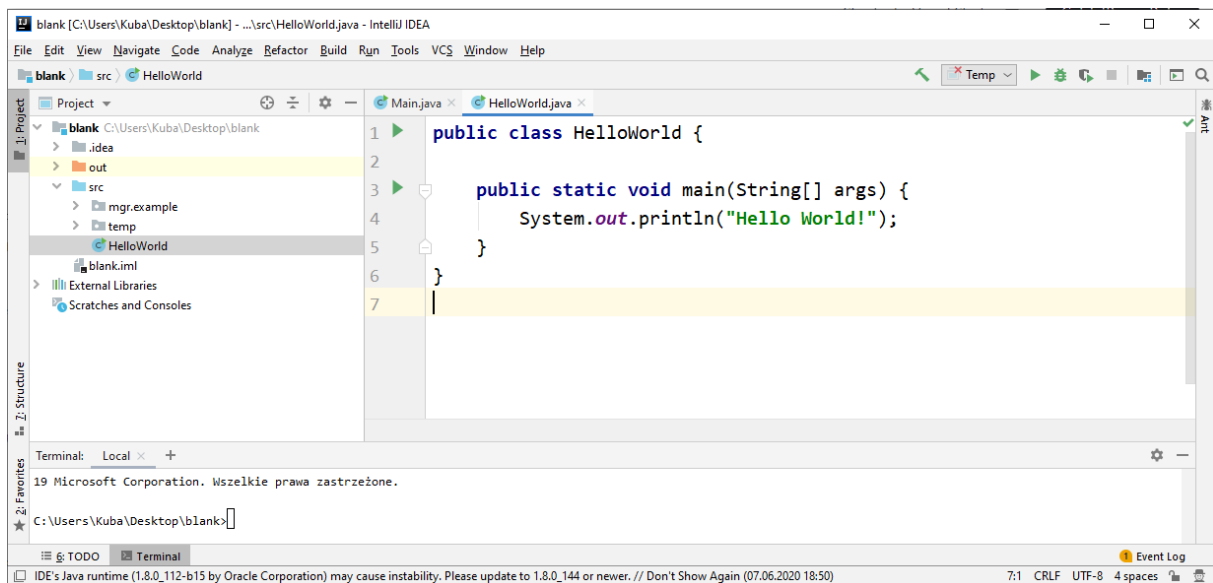 blank [C:\Users\Kuba\Desktop\blank] - ...\src\HelloWorld.java - IntelliJ IDEA
File Edit View Navigate Code Analyze Refactor Build Run Tools VCS Window Help
blank src HelloWorld Temp
Project Main.java HelloWorld.java
1: Project
Ant
blank C:\Users\Kuba\Desktop\blank
.idea
out
src
mgr.example
temp
HelloWorld
blank.iml
External Libraries
Scratches and Consoles
1 public class HelloWorld {
2
3 public static void main(String[] args) {
4 System.out.println("Hello World!");
5 }
6 }
7
Z: Structure
2: Favorites
Terminal: Local +
19 Microsoft Corporation. Wszelkie prawa zastrzeżone.
C:\Users\Kuba\Desktop\blank>
6: TODO Terminal 1 Event Log
IDE's Java runtime (1.8.0_112-b15 by Oracle Corporation) may cause instability. Please update to 1.8.0_144 or newer. // Don't Show Again (07.06.2020 18:50) 7:1 CRLF UTF-8 4 spaces